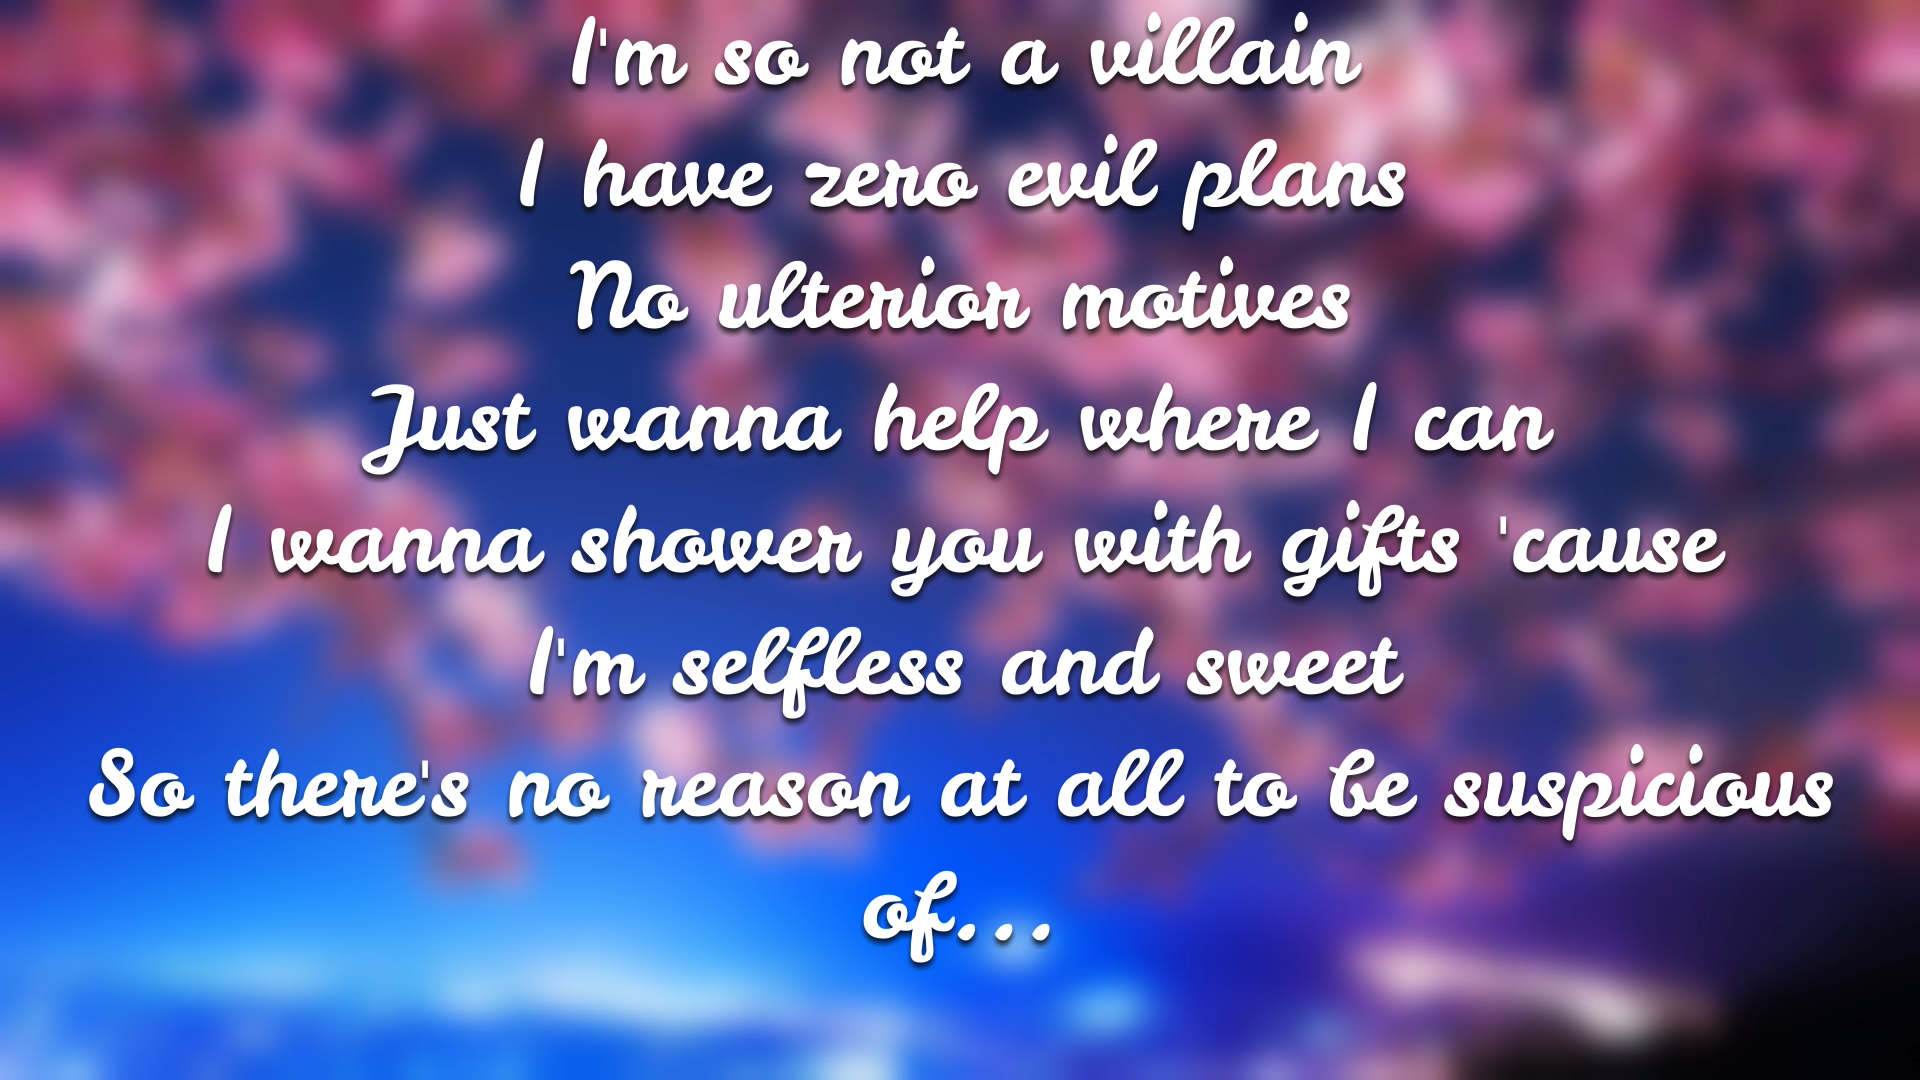 I'm so not a villain
I have zero evil plans
No ulterior motives
Just wanna help where I can
I wanna shower you with gifts 'cause
I'm selfless and sweet
So there's no reason at all to be suspicious
of...